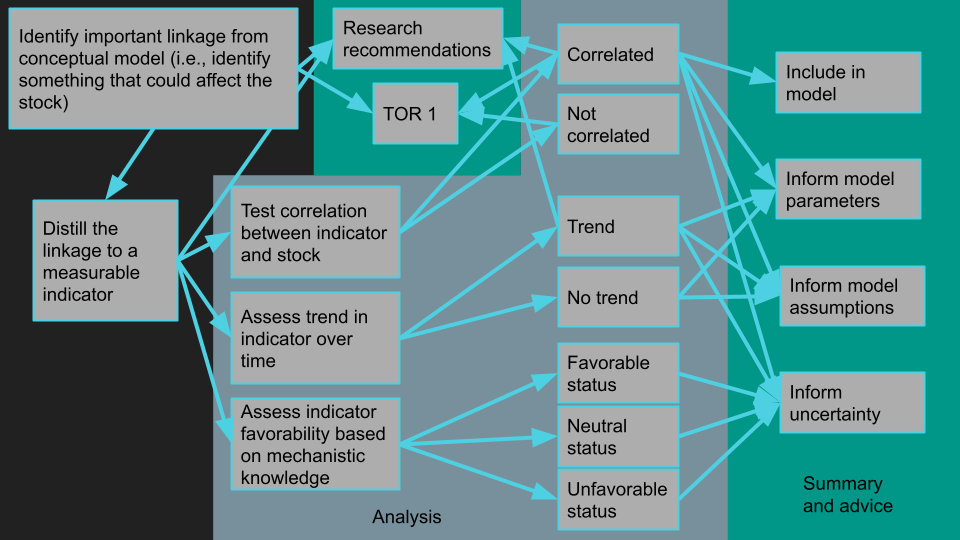 Identify important linkage from
conceptual model (i.e., identify
something that could affect the
stock)
Research
recommendations
TOR 1
Distill the
linkage to a
measurable
indicator
Test correlation
between indicator
and stock
Assess trend in
indicator over
time
Assess indicator
favorability based
on mechanistic
knowledge
Analysis
Correlated
Not
correlated
Trend
No trend
Favorable
status
Neutral
status
Unfavorable
status
Include in
model
Inform model
parameters
Inform model
assumptions
Inform
uncertainty
Summary
and advice